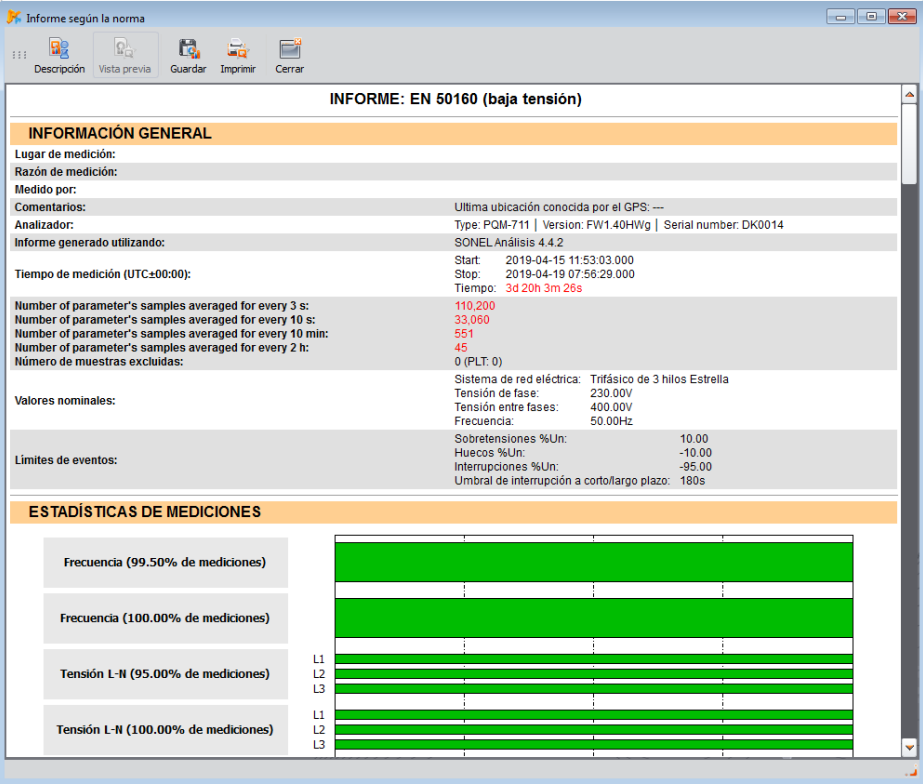 Informe según la norma
Descripción
Vista previa
Guardar
Imprimir
Cerrar
INFORME: EN 50160 (baja tensión)
INFORMACIÓN GENERAL
Lugar de medición:
Razón de medición:
Medido por:
Comentarios: Ultima ubicación conocida por el GPS: ---
Analizador: Type: PQM-711 | Version: FW1.40HWg | Serial number: DK0014
Informe generado utilizando: SONEL Análisis 4.4.2
Tiempo de medición (UTC±00:00):
Start: 2019-04-15 11:53:03.000
Stop: 2019-04-19 07:56:29.000
Tiempo: 3d 20h 3m 26s
Number of parameter's samples averaged for every 3 s: 110,200
Number of parameter's samples averaged for every 10 s: 33,060
Number of parameter's samples averaged for every 10 min: 551
Number of parameter's samples averaged for every 2 h: 45
Número de muestras excluidas: 0 (PLT: 0)
Valores nominales:
Sistema de red eléctrica: Trifásico de 3 hilos Estrella
Tensión de fase: 230.00V
Tensión entre fases: 400.00V
Frecuencia: 50.00Hz
Limites de eventos:
Sobretensiones %Un: 10.00
Huecos %Un: -10.00
Interrupciones %Un: -95.00
Umbral de interrupción a corto/largo plazo: 180s
ESTADÍSTICAS DE MEDICIONES
Frecuencia (99.50% de mediciones)
Frecuencia (100.00% de mediciones)
Tensión L-N (95.00% de mediciones)
L1
L2
L3
Tensión L-N (100.00% de mediciones)
L1
L2
L3